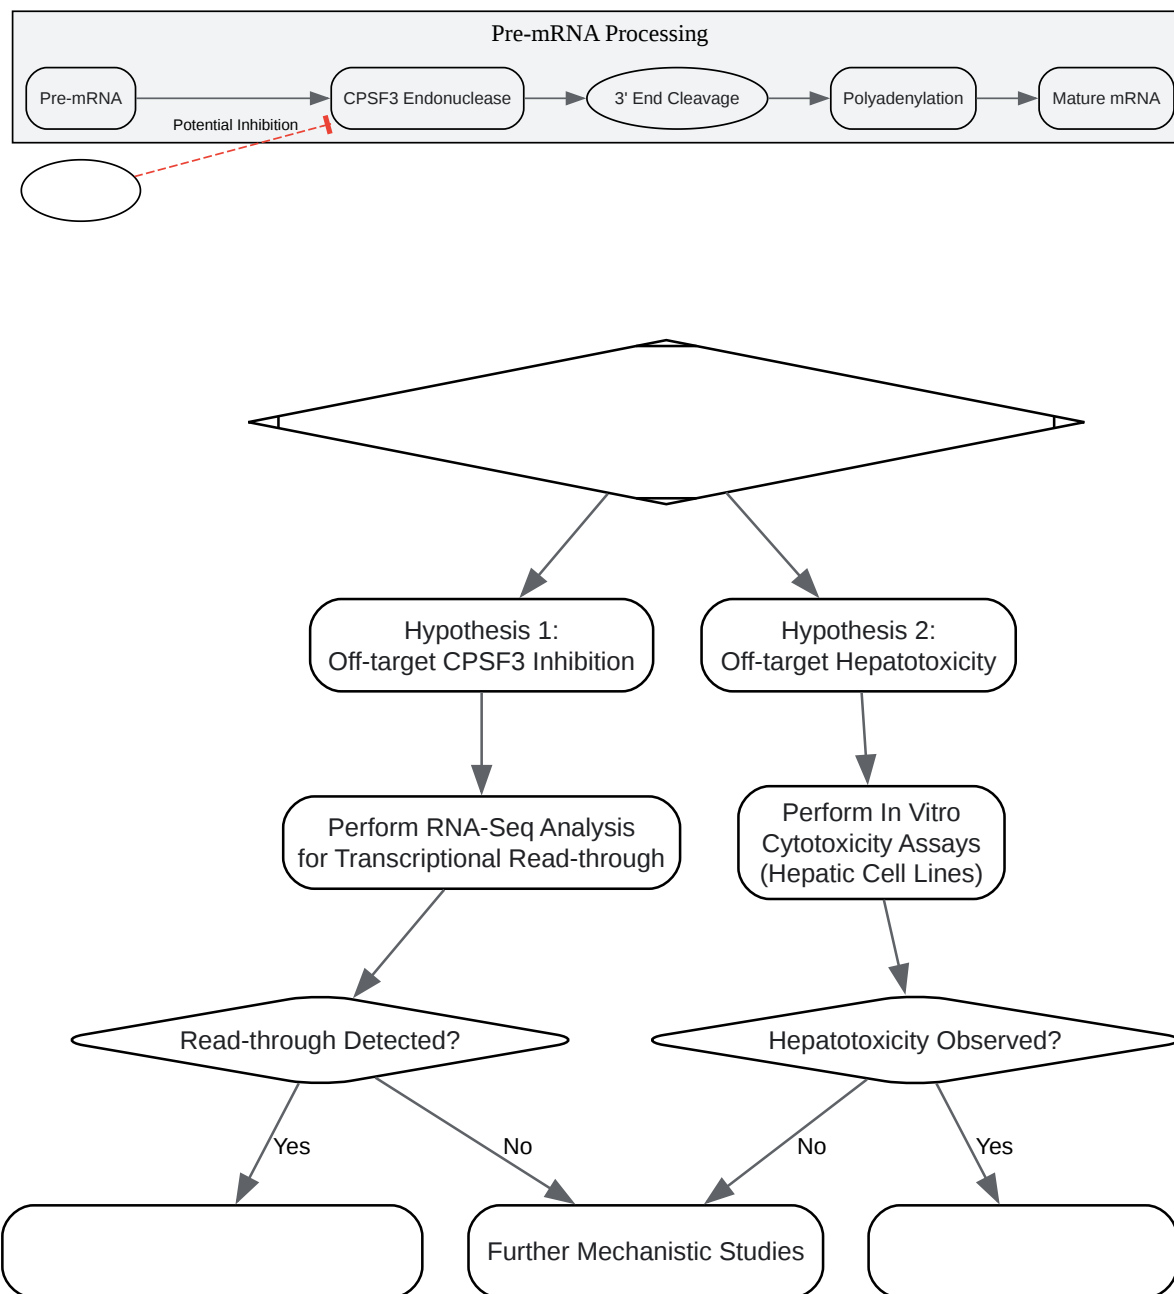 Pre-mRNA Processing
Pre-mRNA
CPSF3 Endonuclease
3' End Cleavage
Polyadenylation
Mature mRNA
Potential Inhibition
Hypothesis 1:
Off-target CPSF3 Inhibition
Hypothesis 2:
Off-target Hepatotoxicity
Perform RNA-Seq Analysis
for Transcriptional Read-through
Perform In Vitro
Cytotoxicity Assays
(Hepatic Cell Lines)
Read-through Detected?
Hepatotoxicity Observed?
Yes
No
No
Yes
Further Mechanistic Studies